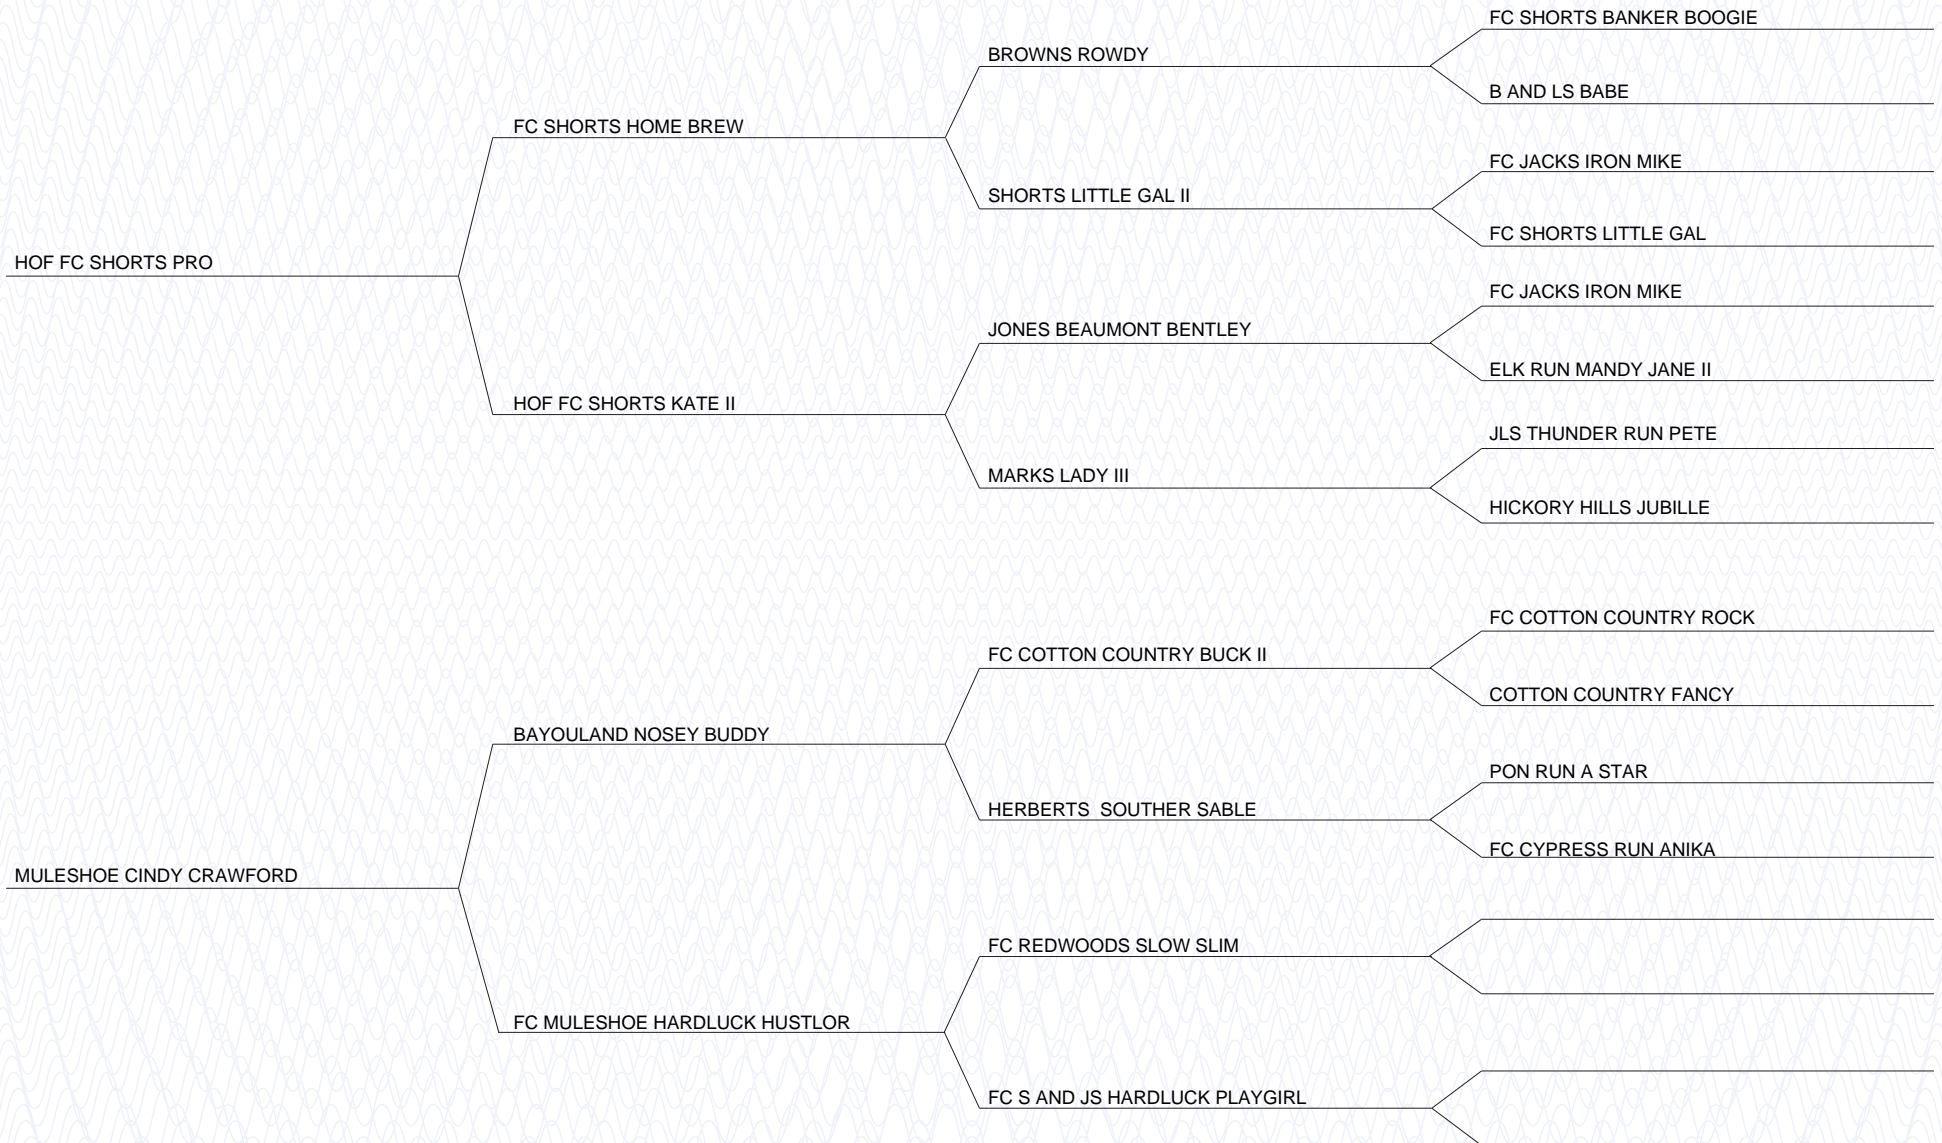 FC SHORTS BANKER BOOGIE
BROWNS ROWDY
B AND LS BABE
FC SHORTS HOME BREW
FC JACKS IRON MIKE
SHORTS LITTLE GAL II
FC SHORTS LITTLE GAL
HOF FC SHORTS PRO
FC JACKS IRON MIKE
JONES BEAUMONT BENTLEY
ELK RUN MANDY JANE II
HOF FC SHORTS KATE II
JLS THUNDER RUN PETE
MARKS LADY III
HICKORY HILLS JUBILLE
FC COTTON COUNTRY ROCK
FC COTTON COUNTRY BUCK II
COTTON COUNTRY FANCY
BAYOULAND NOSEY BUDDY
PON RUN A STAR
HERBERTS  SOUTHER SABLE
FC CYPRESS RUN ANIKA
MULESHOE CINDY CRAWFORD
FC REDWOODS SLOW SLIM
FC MULESHOE HARDLUCK HUSTLOR
FC S AND JS HARDLUCK PLAYGIRL